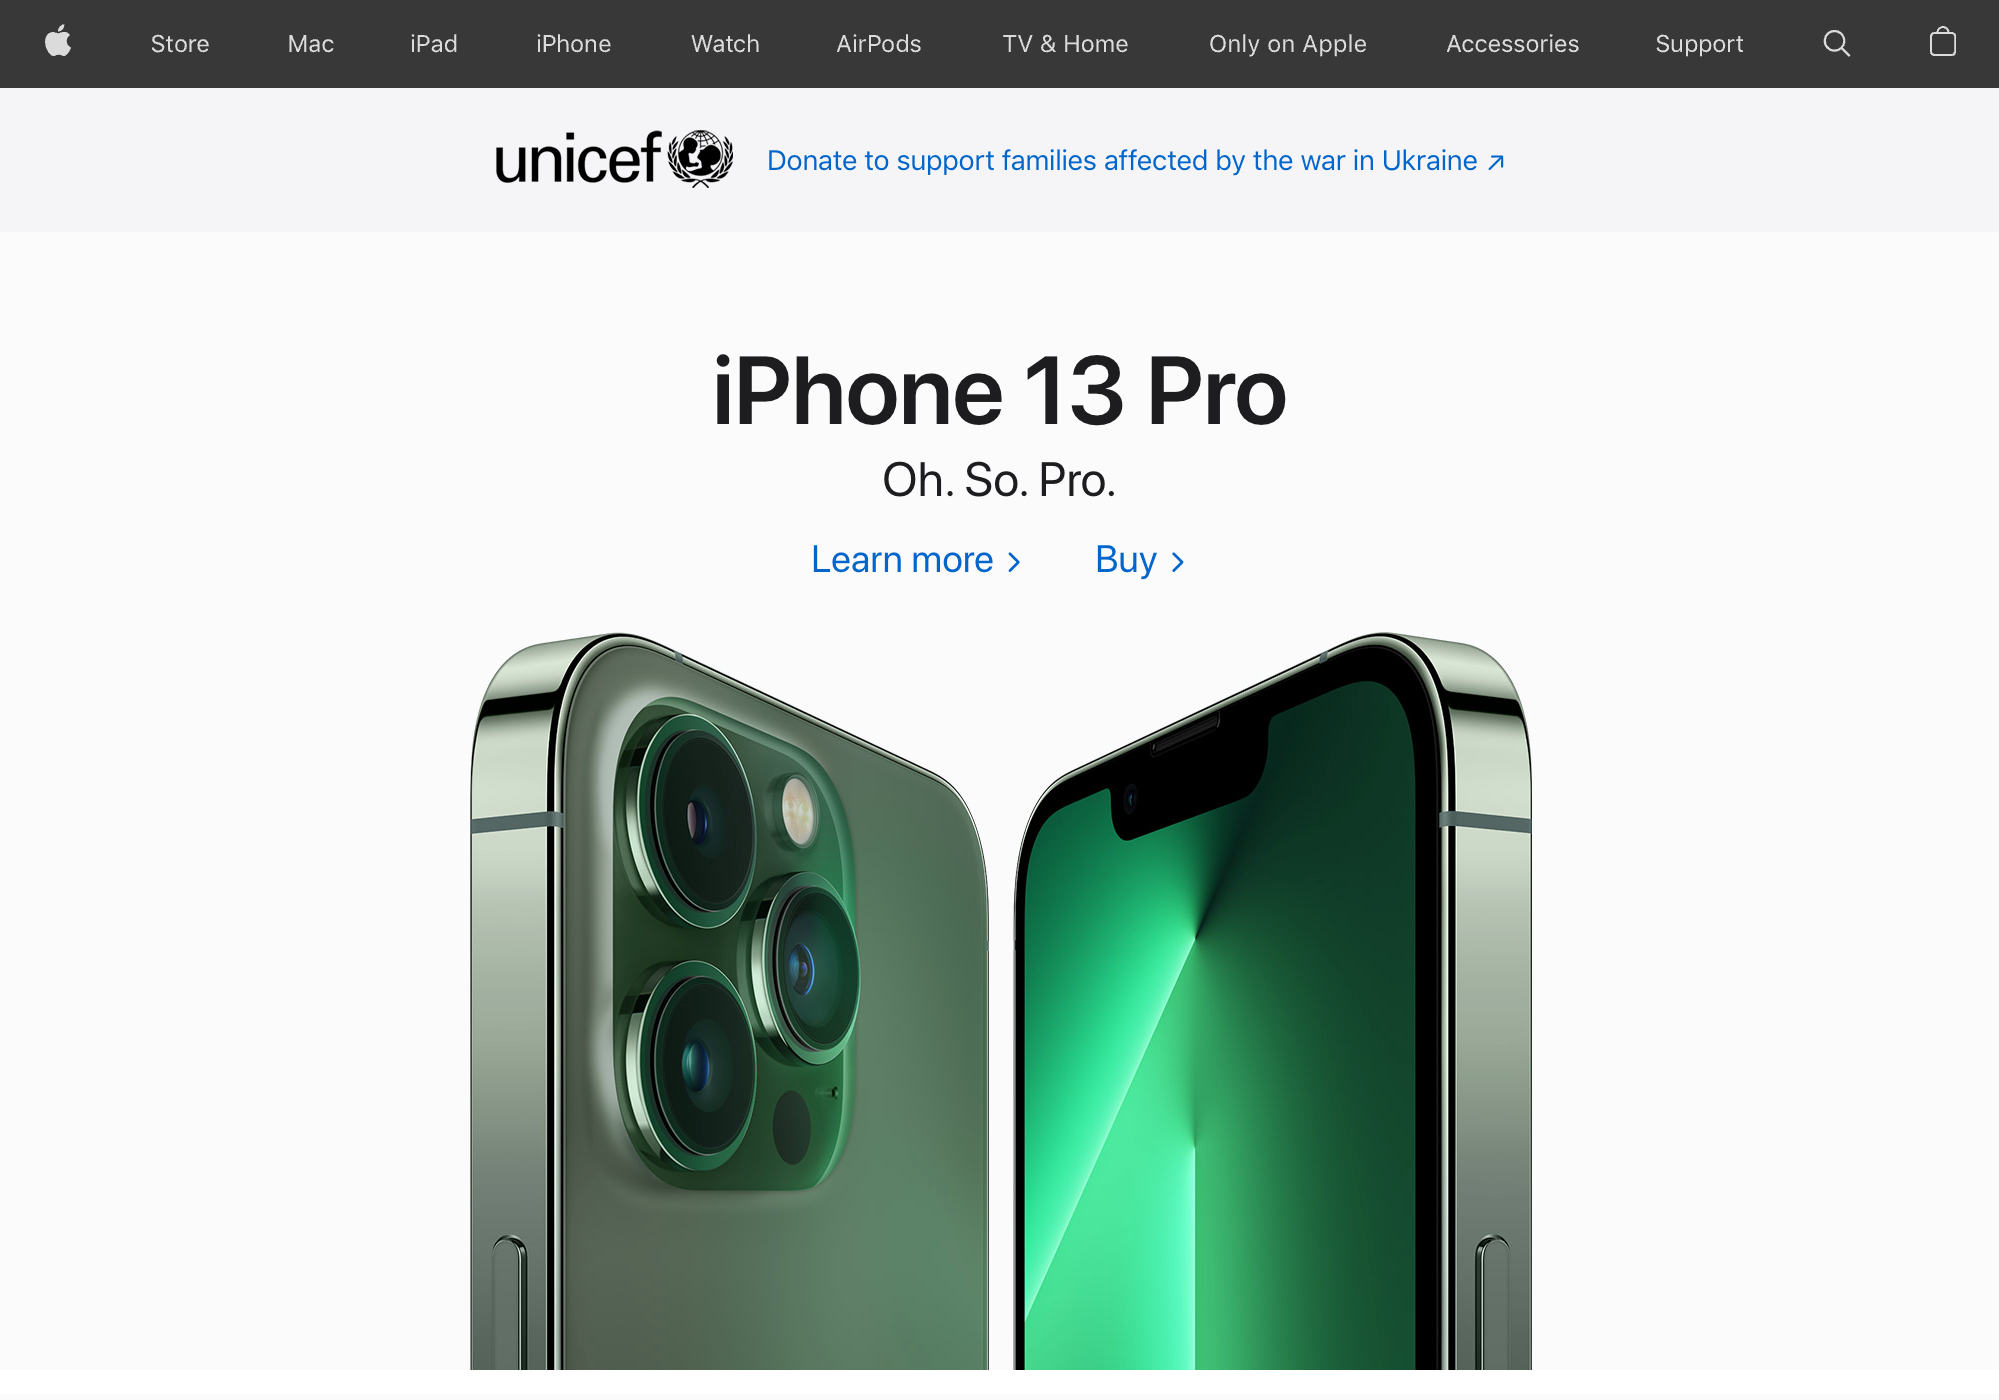 Store Mac iPad iPhone Watch AirPods TV & Home Only on Apple Accessories Support
unicef Donate to support families affected by the war in Ukraine ↗
iPhone 13 Pro
Oh. So. Pro.
Learn more > Buy >